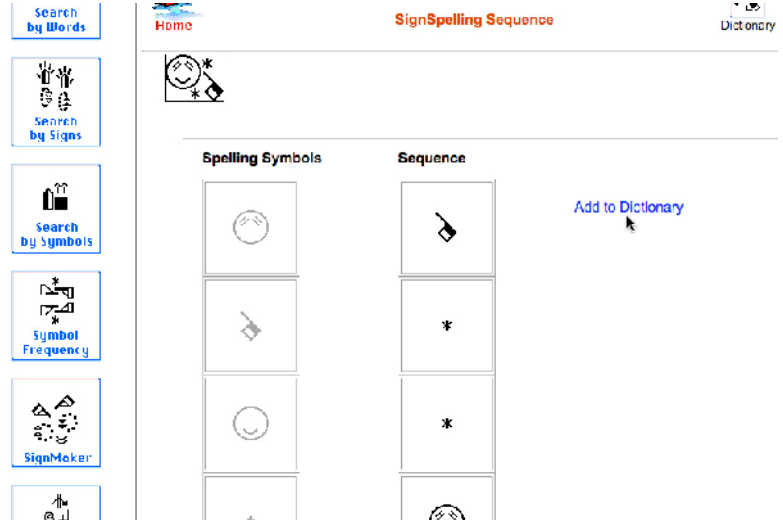 Search
by Words
Home
SignSpelling Sequence
Dictionary
Search
by Signs
Spelling Symbols
Sequence
Add to Dictionary
Search
by Symbols
Symbol
Frequency
SignMaker